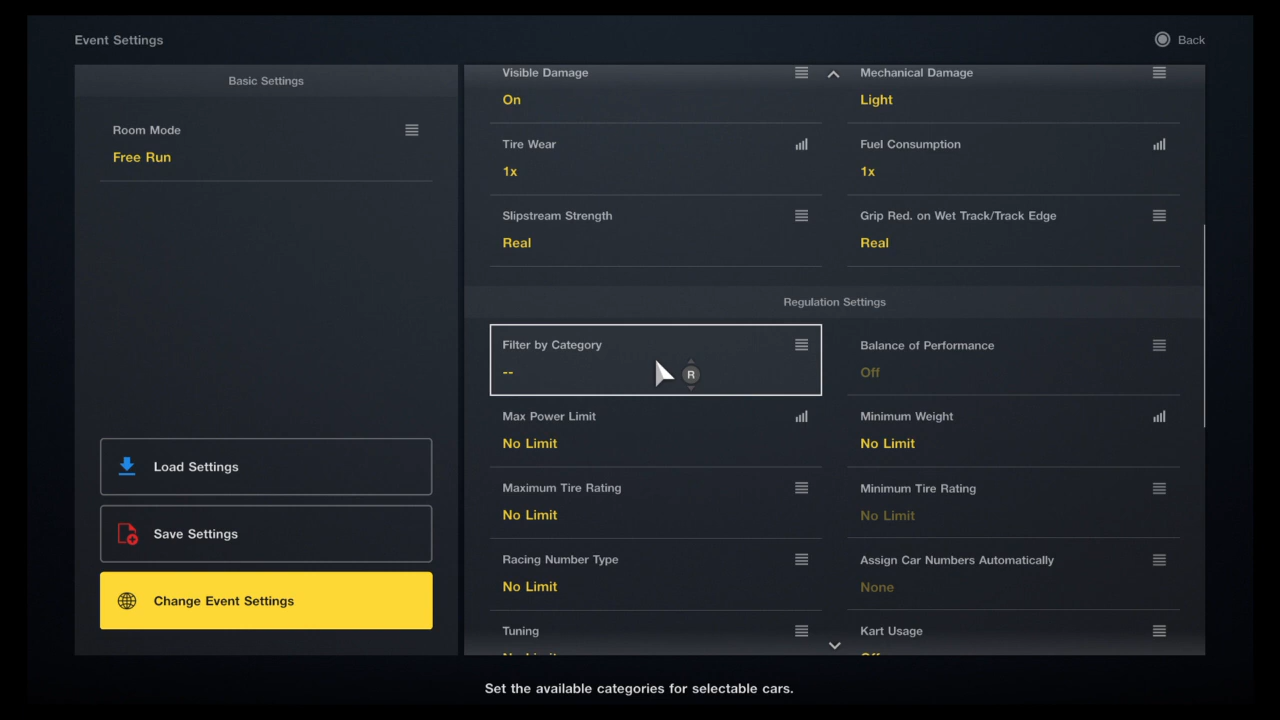 Event Settings
Back
Basic Settings
Room Mode
Free Run
Load Settings
Save Settings
Change Event Settings
Visible Damage
On
Mechanical Damage
Light
Tire Wear
1x
Fuel Consumption
1x
Slipstream Strength
Real
Grip Red. on Wet Track/Track Edge
Real
Regulation Settings
Filter by Category
--
R
Balance of Performance
Off
Max Power Limit
No Limit
Minimum Weight
No Limit
Maximum Tire Rating
No Limit
Minimum Tire Rating
No Limit
Racing Number Type
No Limit
Assign Car Numbers Automatically
None
Tuning
Kart Usage
Set the available categories for selectable cars.